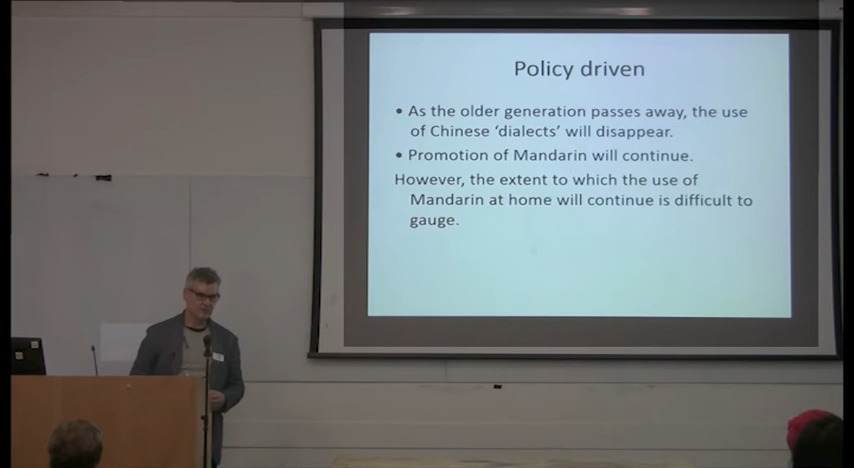 Policy driven
• As the older generation passes away, the use
of Chinese ‘dialects’ will disappear.
• Promotion of Mandarin will continue.
However, the extent to which the use of
Mandarin at home will continue is difficult to
gauge.